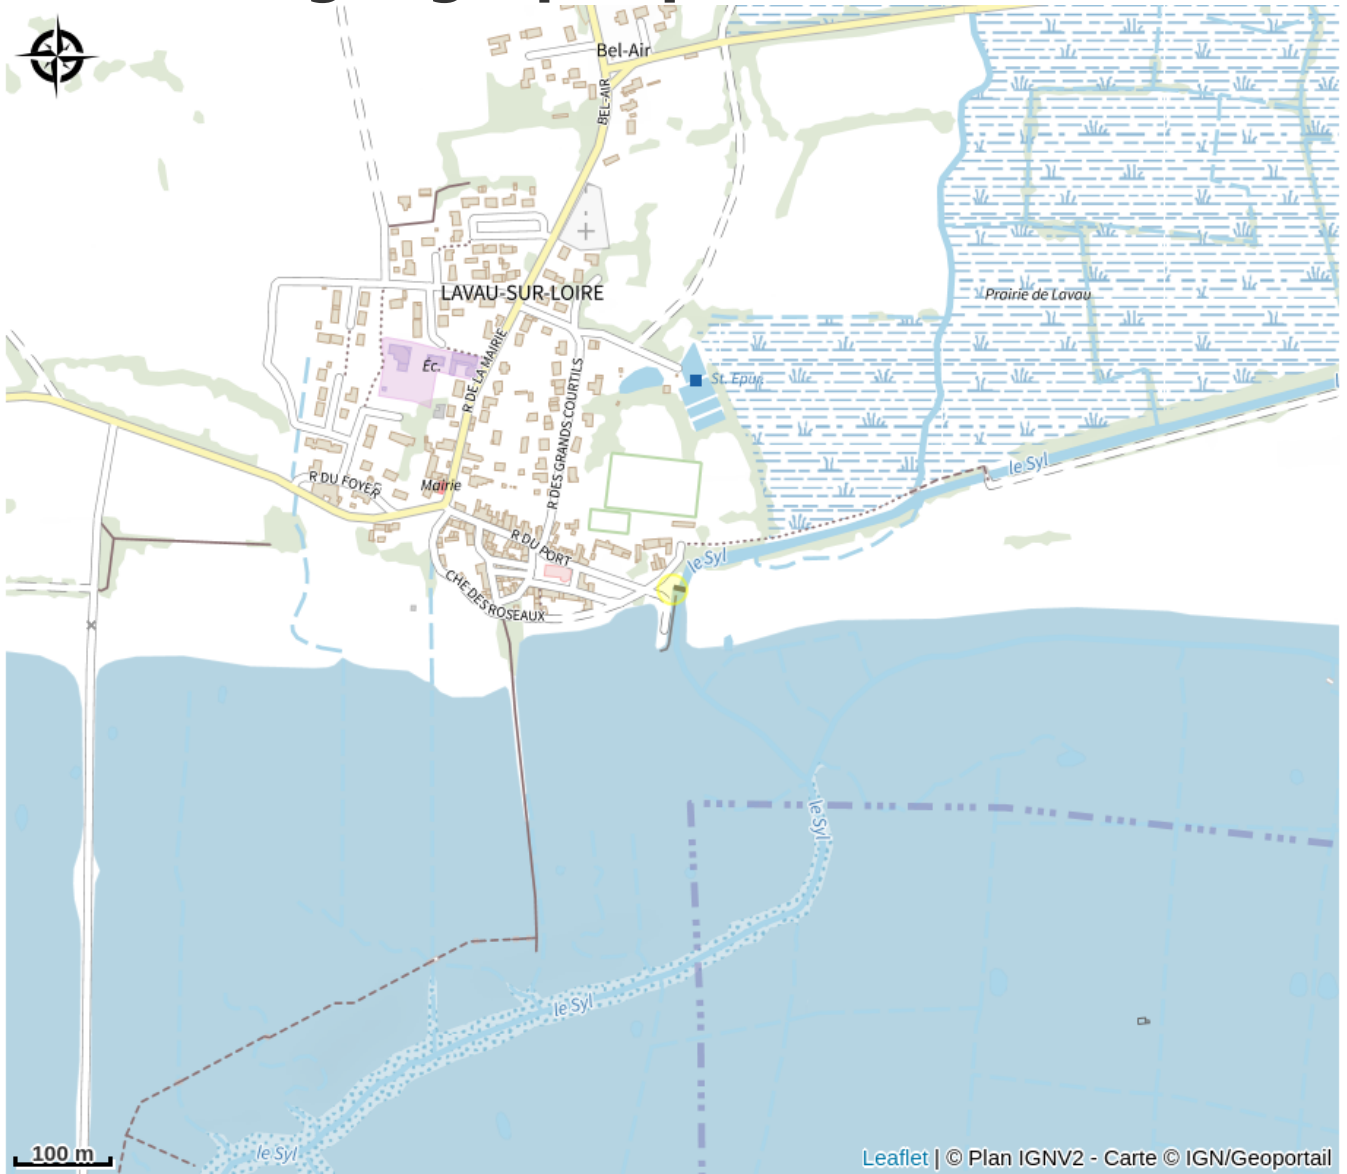 Bel-Air
BEL-AIR
LAVAU-SUR-LOIRE
Prairie de Lavau
R DE LA MAIRIE
Éc.
St. Epur.
R DES GRANDS COURTILS
le Syl
R DU FOYER
Mairie
R DU PORT
le Syl
CHE DES ROSEAUX
le Syl
le Syl
le Syl
100 m
Leaflet | © Plan IGNV2 - Carte © IGN/Geoportail